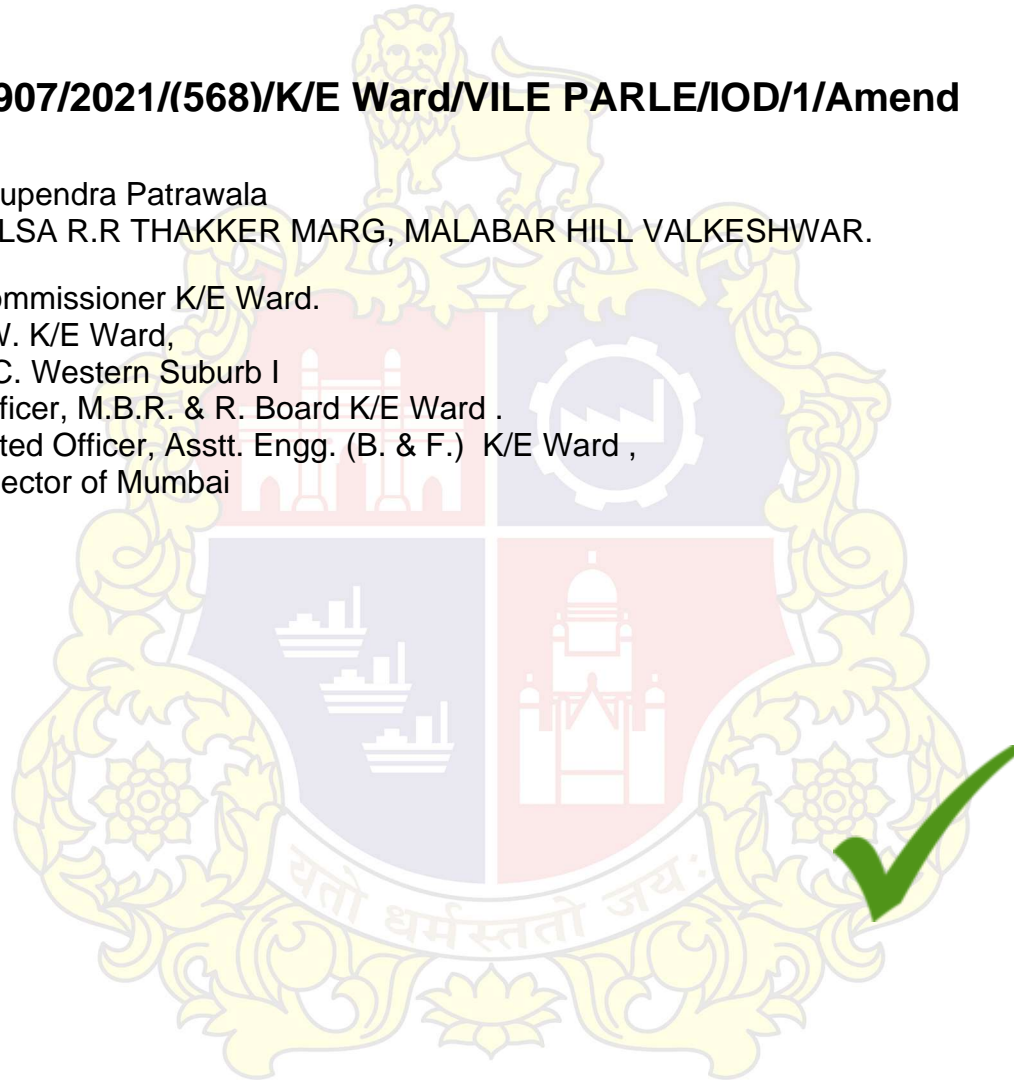 907/2021/(568)/K/E Ward/VILE PARLE/IOD/1/Amend
upendra Patrawala
LSA R.R THAKKER MARG, MALABAR HILL VALKESHWAR.
ommissioner K/E Ward.
W. K/E Ward,
C. Western Suburb I
ficer, M.B.R. & R. Board K/E Ward .
ted Officer, Asstt. Engg. (B. & F.) K/E Ward ,
ector of Mumbai
यतो धर्मस्ततो जय: